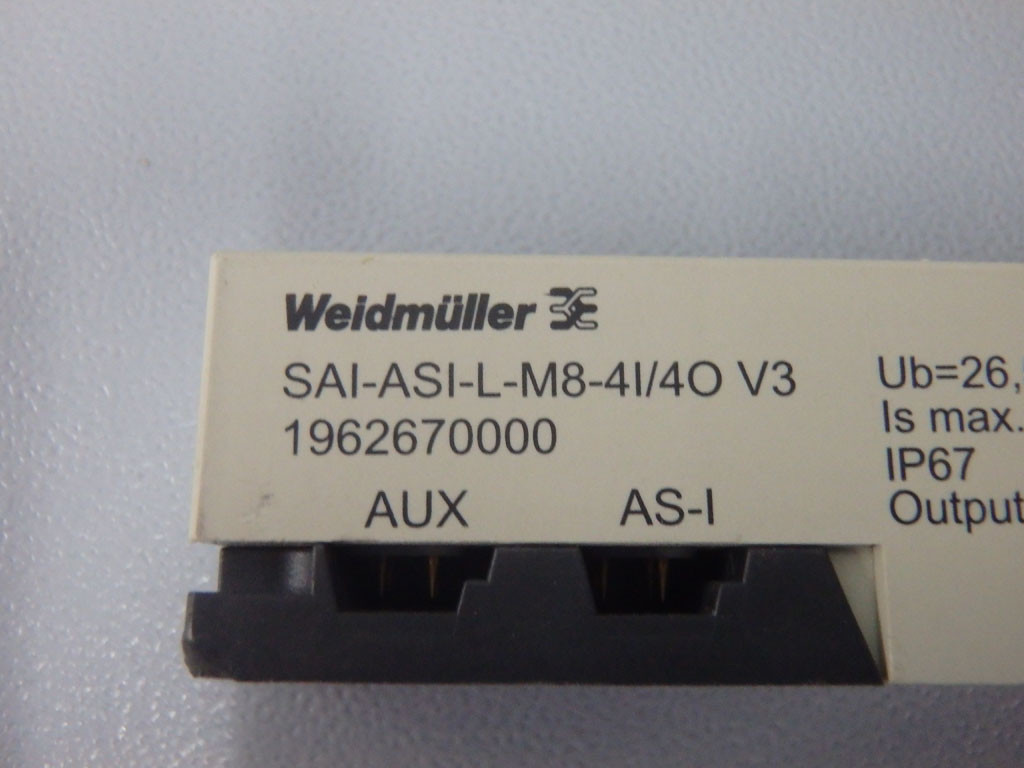 Weidmüller
SAI-ASI-L-M8-4I/4O V3
1962670000
AUX AS-I
Ub=26,
Is max.
IP67
Output